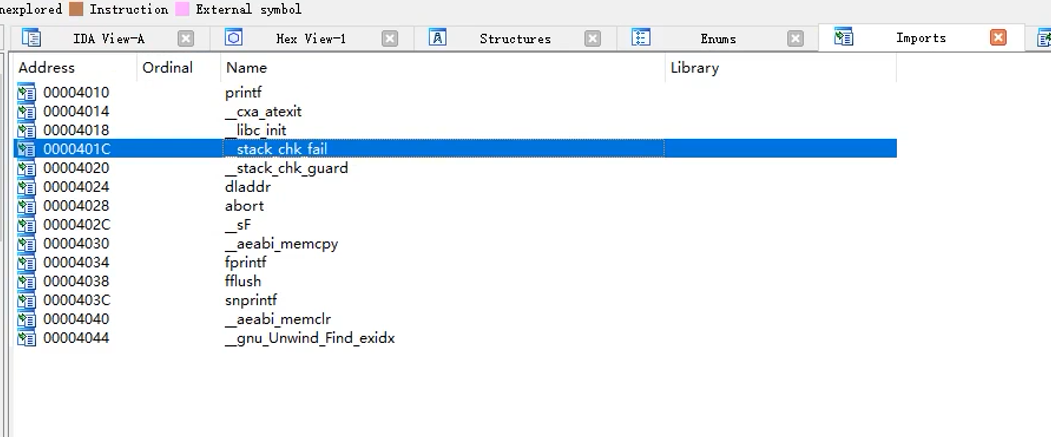 nexplored Instruction External symbol
IDA View-A Hex View-1 Structures Enums Imports
Address Ordinal Name Library
00004010 printf
00004014 __cxa_atexit
00004018 __libc_init
0000401C __stack_chk_fail
00004020 __stack_chk_guard
00004024 dladdr
00004028 abort
0000402C __sF
00004030 __aeabi_memcpy
00004034 fprintf
00004038 fflush
0000403C snprintf
00004040 __aeabi_memclr
00004044 __gnu_Unwind_Find_exidx